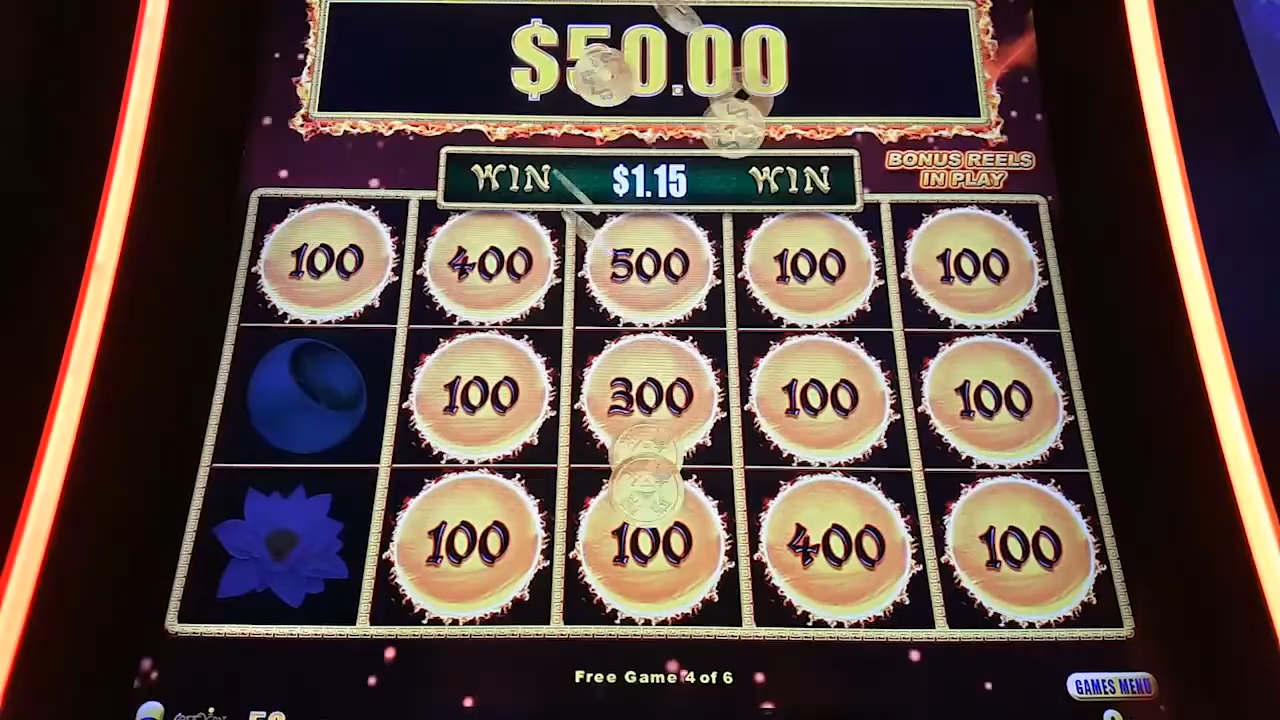 $50.00
WIN $1.15 WIN
BONUS REELS
IN PLAY
100 400 500 100 100
100 300 100 100
100 100 400 100
Free Game 4 of 6
GAMES MENU